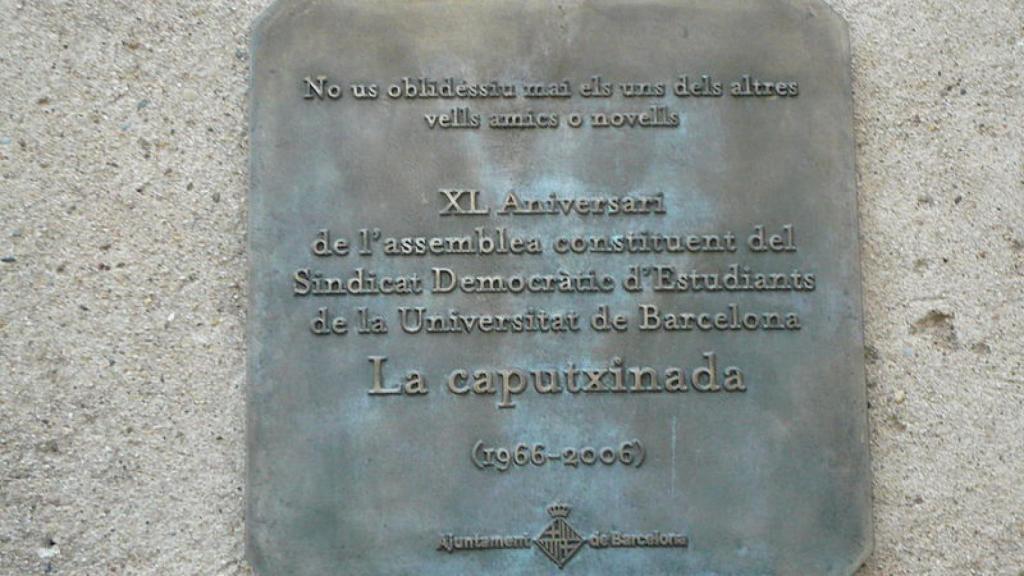 No us oblidéssiu mai els uns dels altres
vells amics o novells
XL Aniversari
de l'assemblea constituent del
Sindicat Democràtic d'Estudiants
de la Universitat de Barcelona
La caputxinada
(1966-2006)
Ajuntament de Barcelona